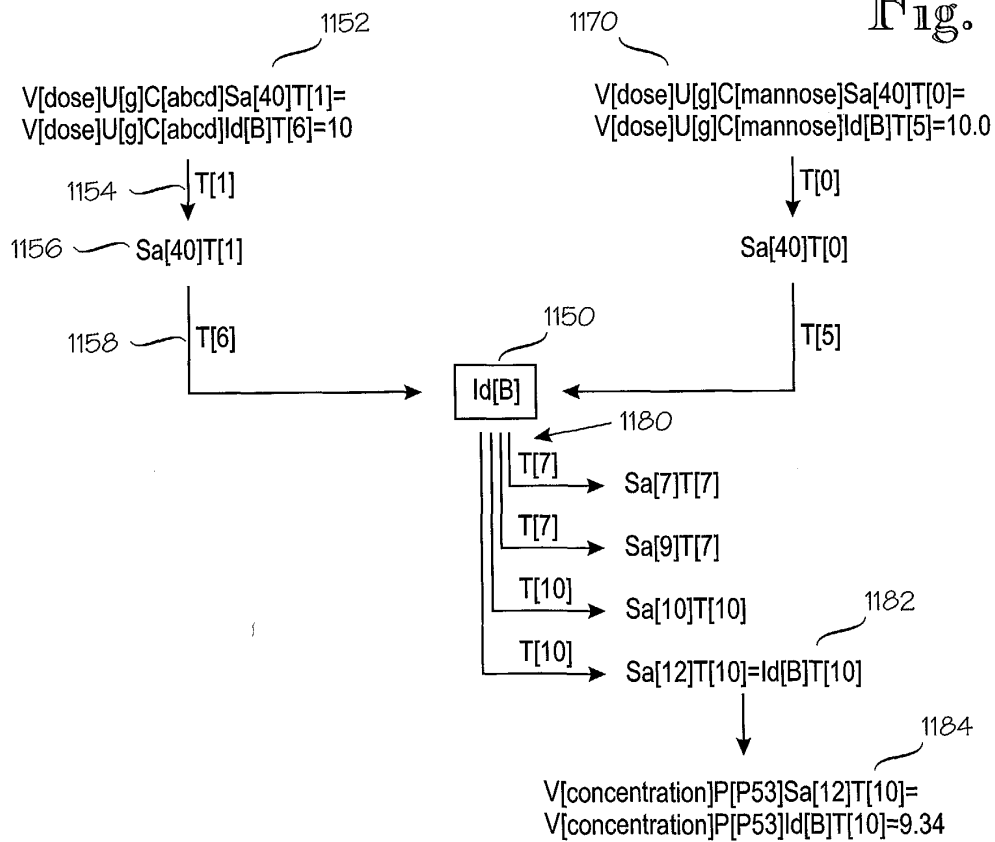 Fig.
1152
1170
V[dose]U[g]C[abcd]Sa[40]T[1]=
V[dose]U[g]C[abcd]Id[B]T[6]=10
V[dose]U[g]C[mannose]Sa[40]T[0]=
V[dose]U[g]C[mannose]Id[B]T[5]=10.0
1154
T[1]
T[0]
1156
Sa[40]T[1]
Sa[40]T[0]
1158
T[6]
1150
T[5]
Id[B]
1180
T[7]
Sa[7]T[7]
T[7]
Sa[9]T[7]
T[10]
Sa[10]T[10]
1182
T[10]
Sa[12]T[10]=Id[B]T[10]
1184
V[concentration]P[P53]Sa[12]T[10]=
V[concentration]P[P53]Id[B]T[10]=9.34